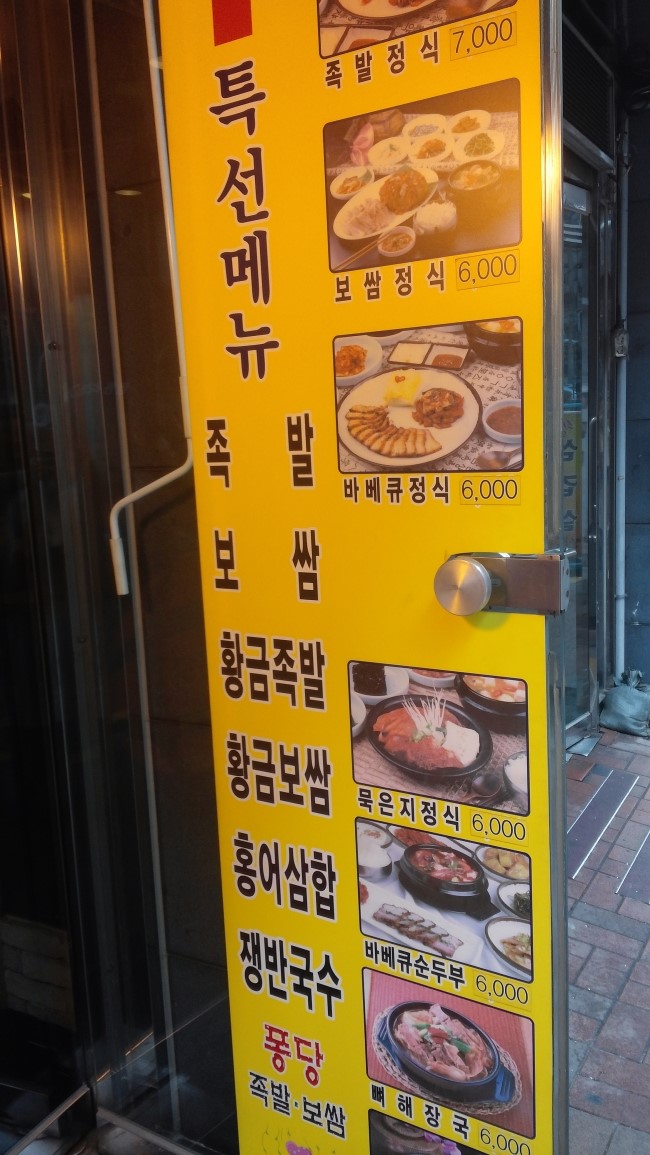 특선메뉴
족발
보쌈
황금족발
황금보쌈
홍어삼합
쟁반국수
퐁당
족발·보쌈
족발정식 7,000
보쌈정식 6,000
바베큐정식 6,000
묵은지정식 6,000
바베큐순두부 6,000
뼈해장국 6,000